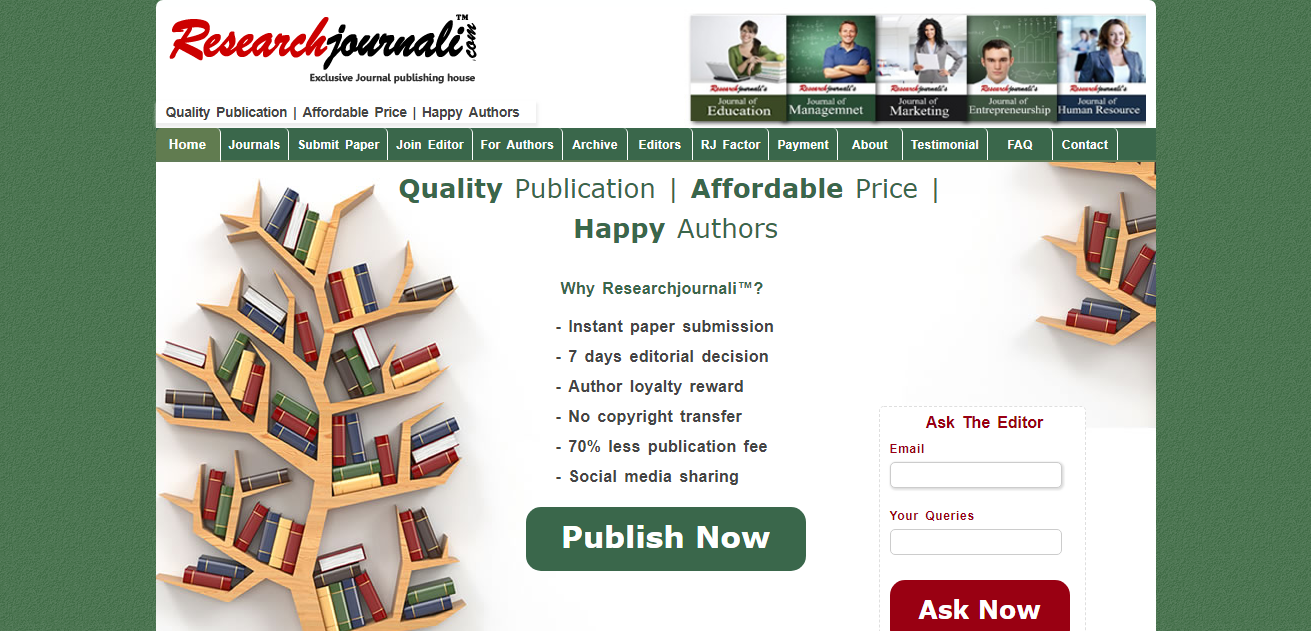 Researchjournali™.com
Exclusive Journal publishing house
Quality Publication | Affordable Price | Happy Authors
Researchjournali's Researchjournali's Researchjournali's Researchjournali's Researchjournali's
Journal of Education
Journal of Managemnet
Journal of Marketing
Journal of Entrepreneurship
Journal of Human Resource
Home Journals Submit Paper Join Editor For Authors Archive Editors RJ Factor Payment About Testimonial FAQ Contact
Quality Publication | Affordable Price |
Happy Authors
Why Researchjournali™?
- Instant paper submission
- 7 days editorial decision
- Author loyalty reward
- No copyright transfer
- 70% less publication fee
- Social media sharing
Publish Now
Ask The Editor
Email
Your Queries
Ask Now